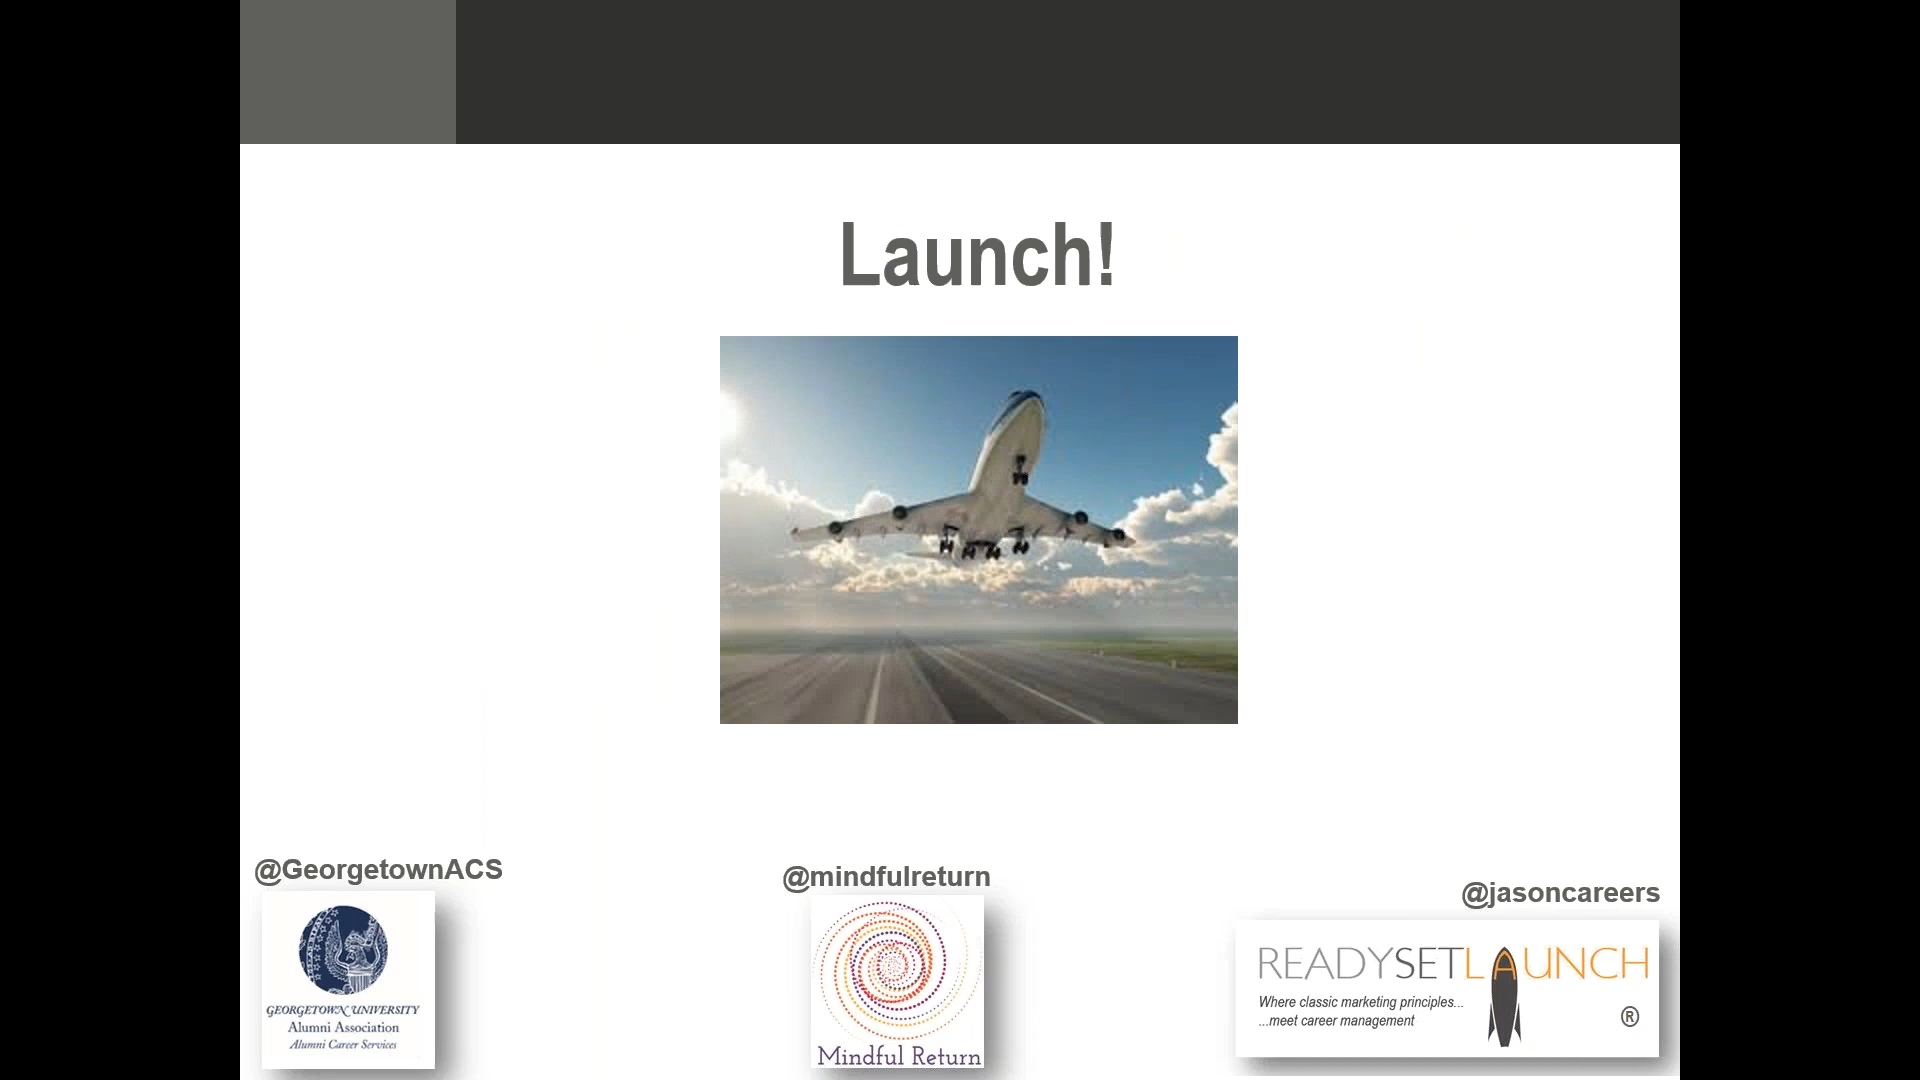 Launch!
@GeorgetownACS
GEORGETOWN UNIVERSITY
Alumni Association
Alumni Career Services
@mindfulreturn
Mindful Return
@jasoncareers
READYSETLAUNCH
Where classic marketing principles...
...meet career management
®